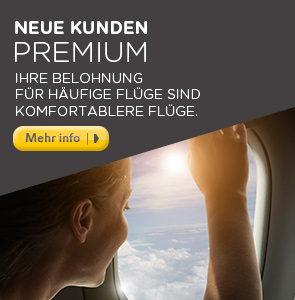 NEUE KUNDEN
PREMIUM
IHRE BELOHNUNG
FÜR HÄUFIGE FLÜGE SIND
KOMFORTABLERE FLÜGE.
Mehr info